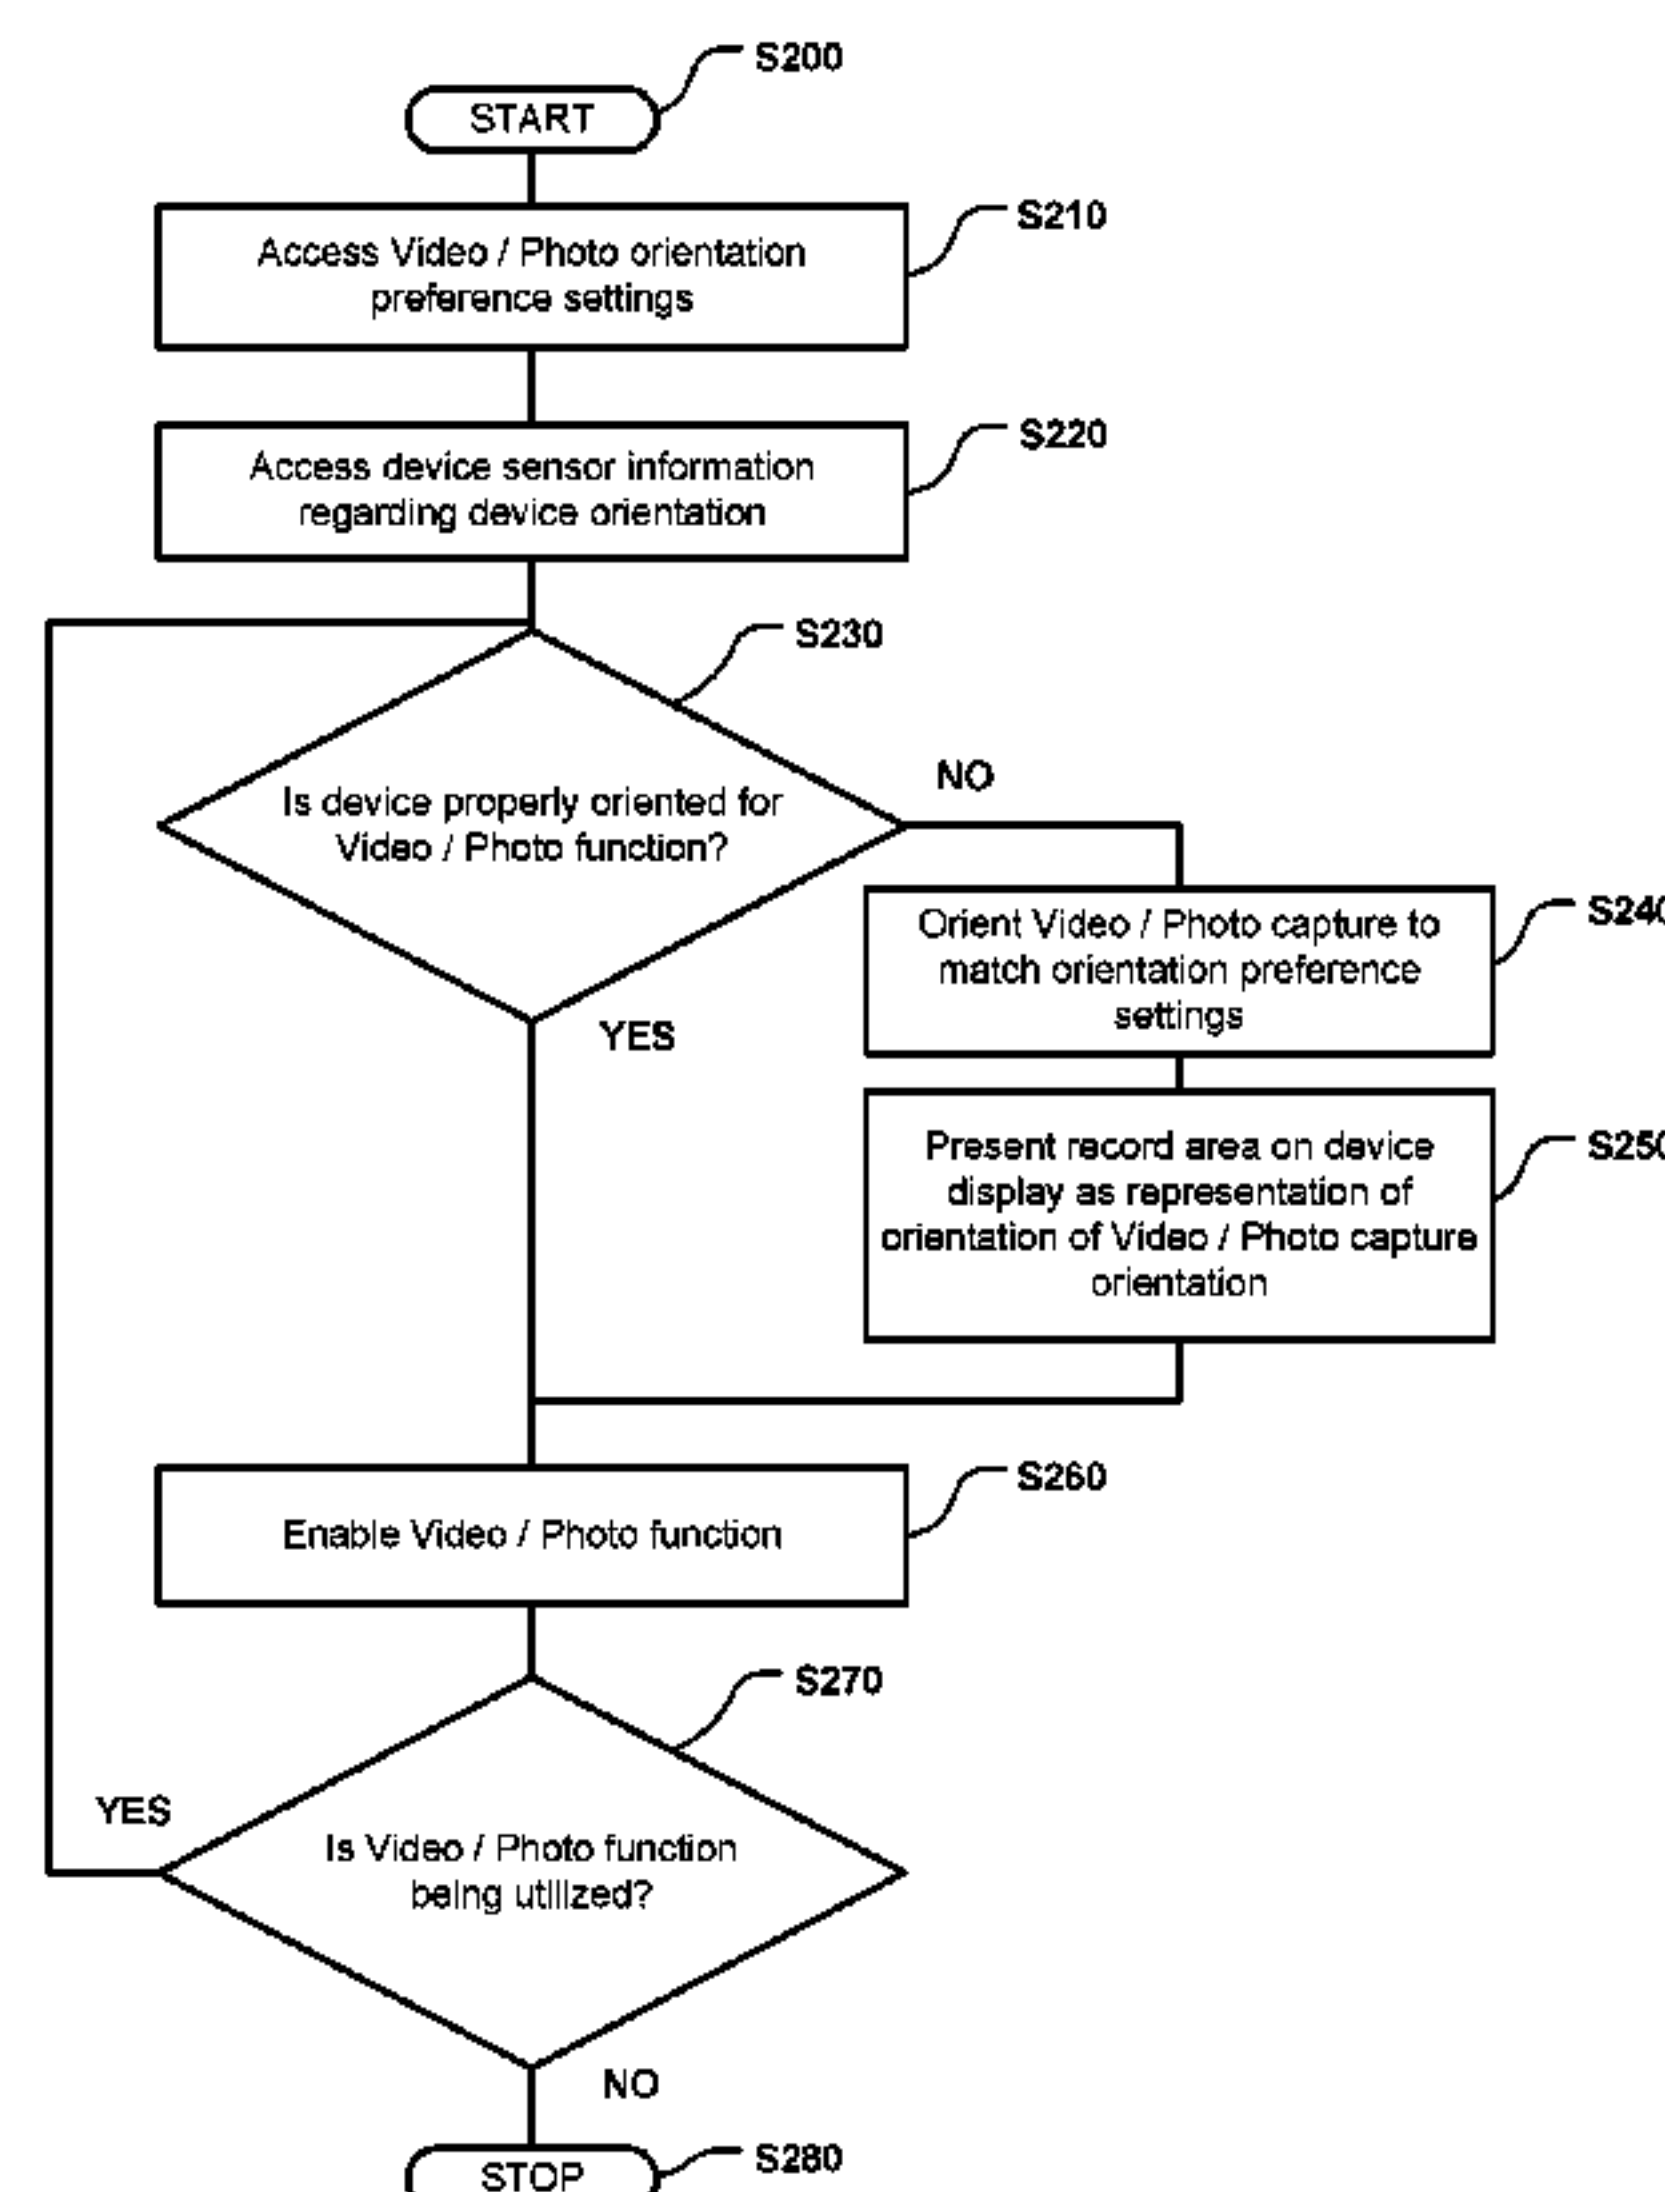 S200
START
S210
Access Video / Photo orientation
preference settings
S220
Access device sensor information
regarding device orientation
S230
Is device properly oriented for
Video / Photo function?
NO
YES
S240
Orient Video / Photo capture to
match orientation preference
settings
S250
Present record area on device
display as representation of
orientation of Video / Photo capture
orientation
S260
Enable Video / Photo function
S270
YES
Is Video / Photo function
being utilized?
NO
S280
STOP